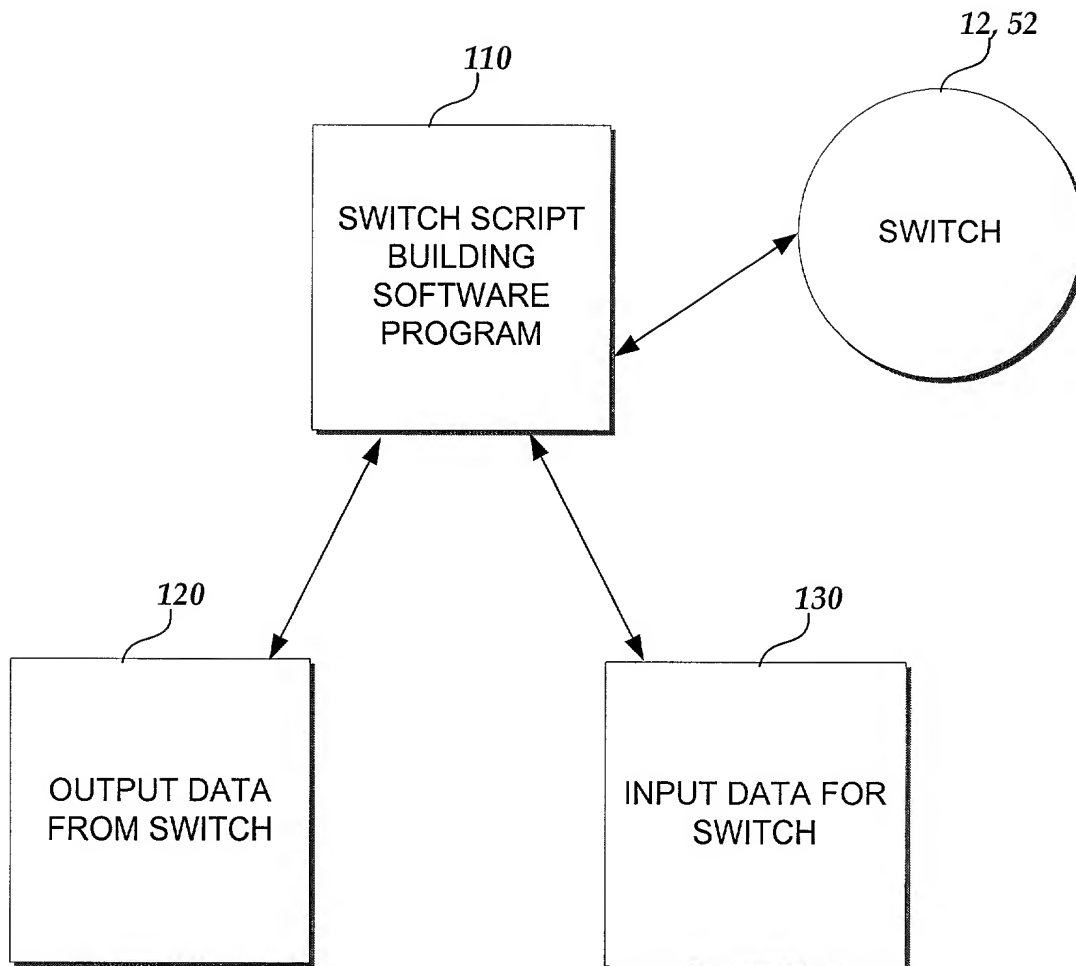 12, 52
110
SWITCH SCRIPT
BUILDING
SOFTWARE
PROGRAM
SWITCH
120
130
OUTPUT DATA
FROM SWITCH
INPUT DATA FOR
SWITCH